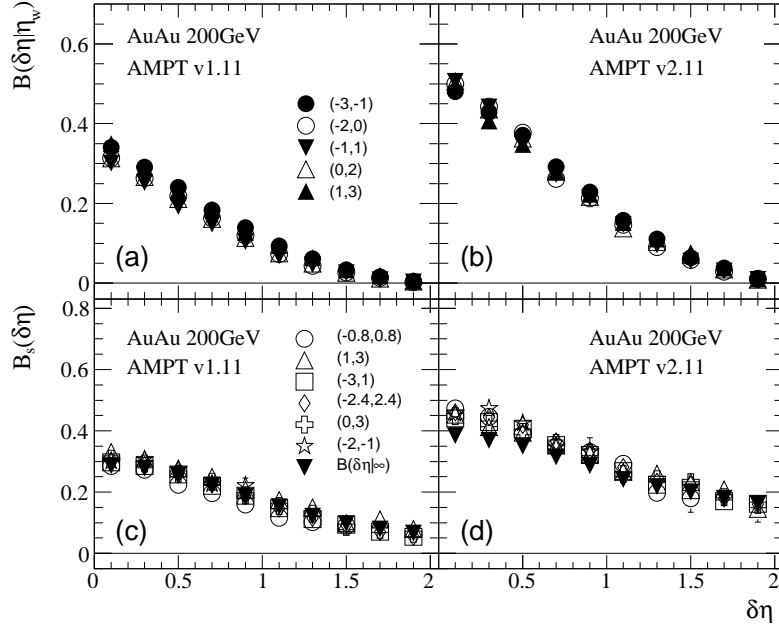 B(δη|η_w)
AuAu 200GeV
AMPT v1.11
(-3,-1)
(-2,0)
(-1,1)
(0,2)
(1,3)
(a)
0.6
0.4
0.2
0
AuAu 200GeV
AMPT v2.11
(b)
B_s(δη)
AuAu 200GeV
AMPT v1.11
(-0.8,0.8)
(1,3)
(-3,1)
(-2.4,2.4)
(0,3)
(-2,-1)
B(δη|∞)
(c)
0.8
0.6
0.4
0.2
0
AuAu 200GeV
AMPT v2.11
(d)
0 0.5 1 1.5 2
0.5 1 1.5 2
δη